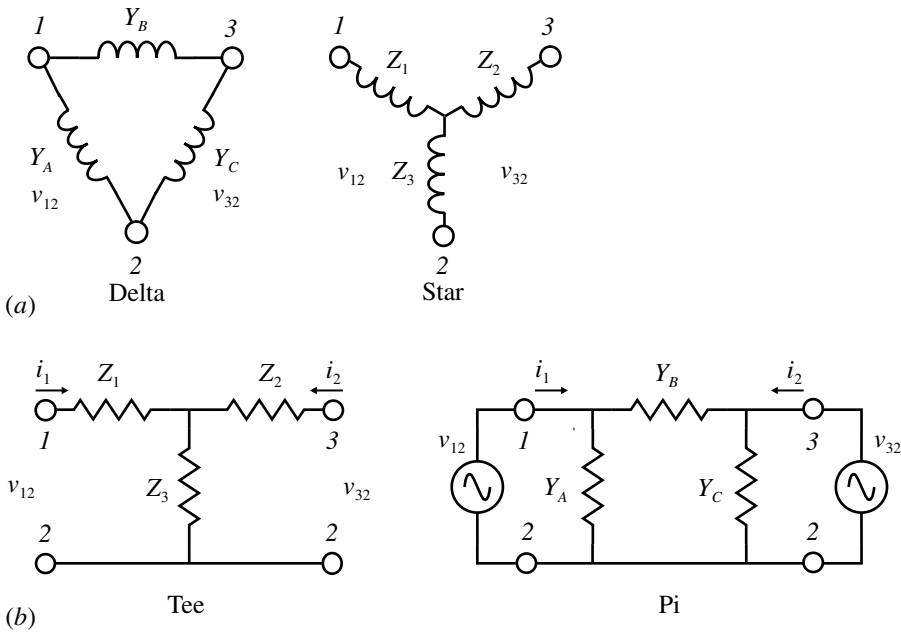 1 Y_B 3
Y_A Y_C
v_12 v_32
2
Delta
1 3
Z_1 Z_2
v_12 Z_3 v_32
2
Star
(a)
i_1 Z_1 Z_2 i_2
1 3
v_12 Z_3 v_32
2 2
Tee
i_1 Y_B i_2
1 3
v_12 Y_A Y_C v_32
2 2
Pi
(b)